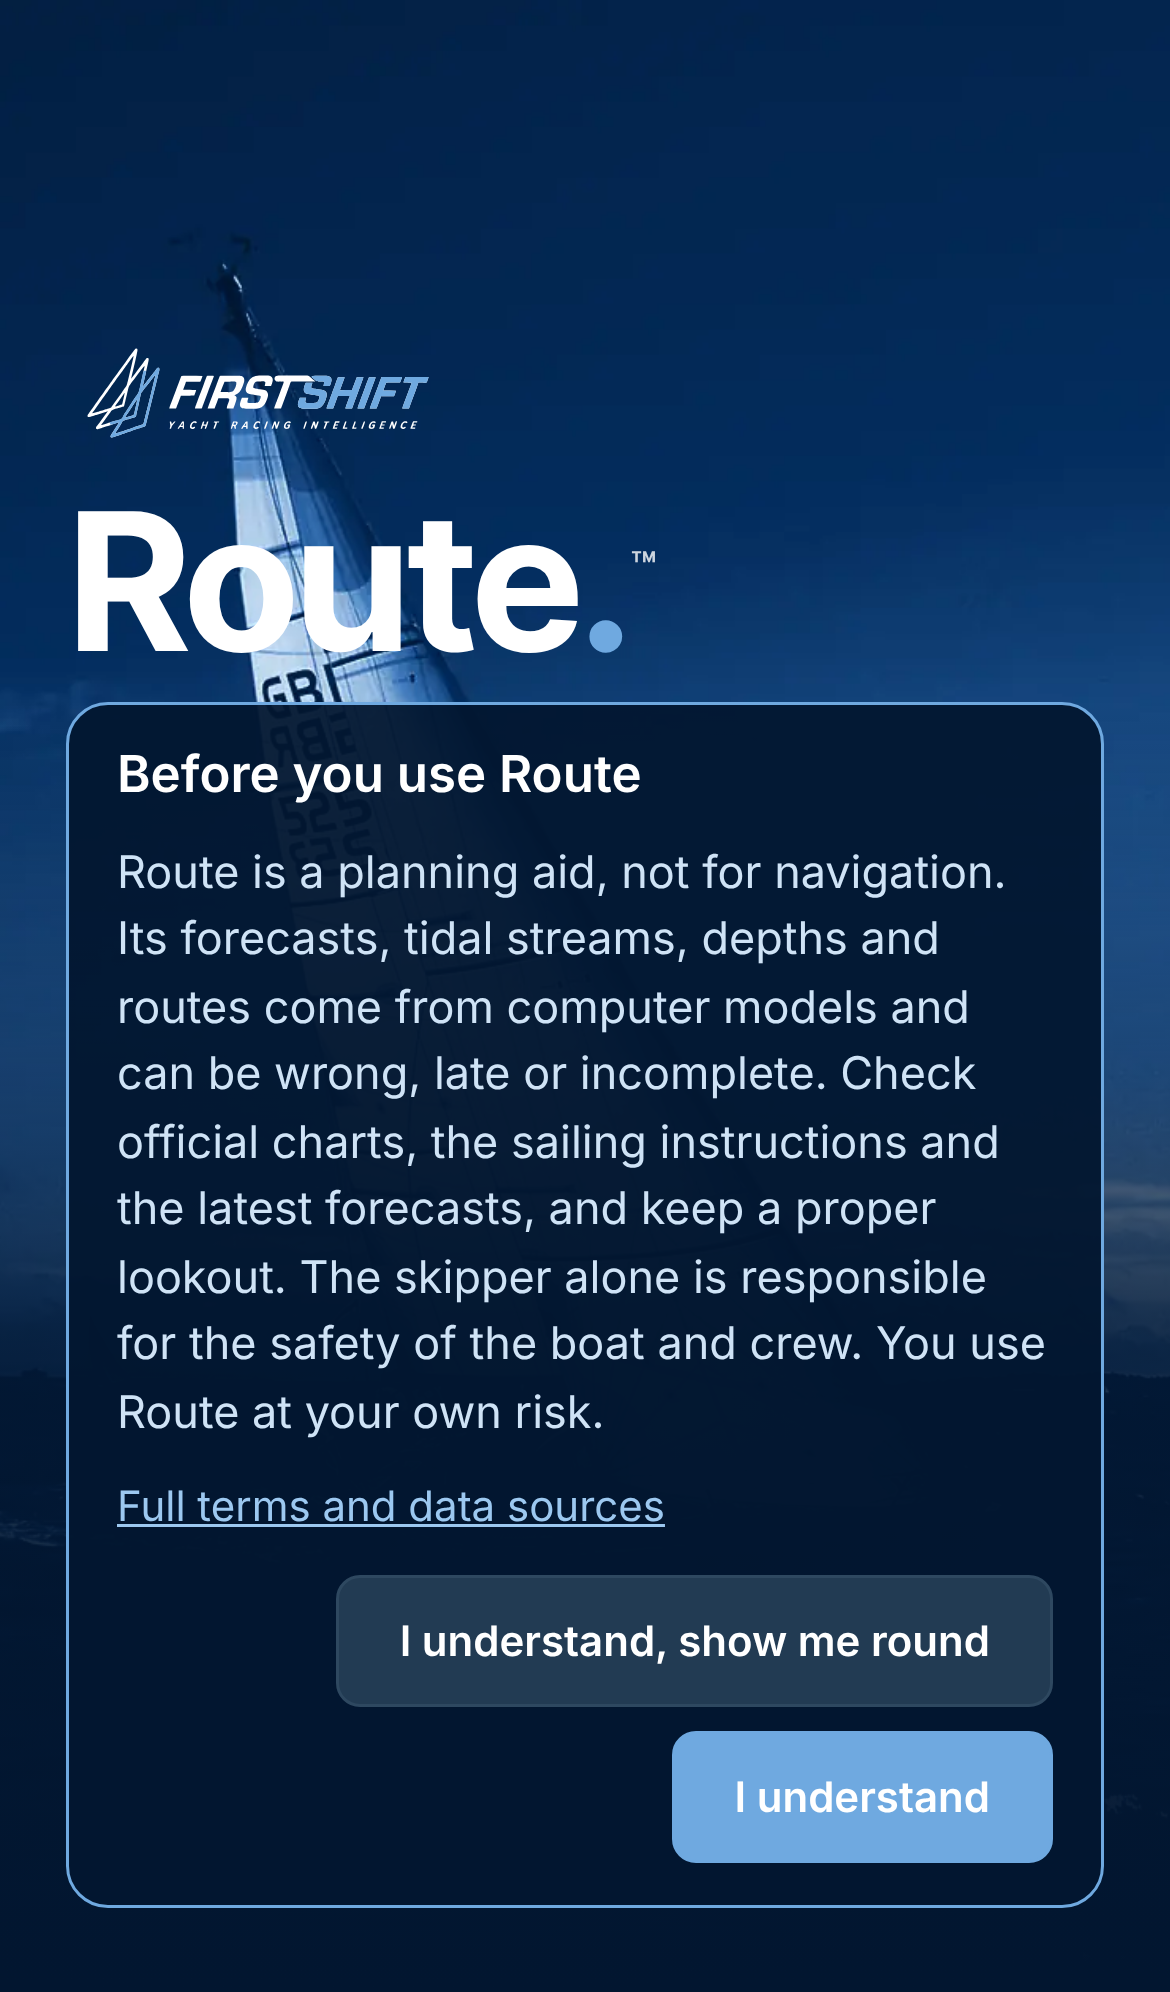 FIRSTSHIFT
YACHT RACING INTELLIGENCE
Route.™
GB
Before you use Route
Route is a planning aid, not for navigation.
Its forecasts, tidal streams, depths and
routes come from computer models and
can be wrong, late or incomplete. Check
official charts, the sailing instructions and
the latest forecasts, and keep a proper
lookout. The skipper alone is responsible
for the safety of the boat and crew. You use
Route at your own risk.
Full terms and data sources
I understand, show me round
I understand